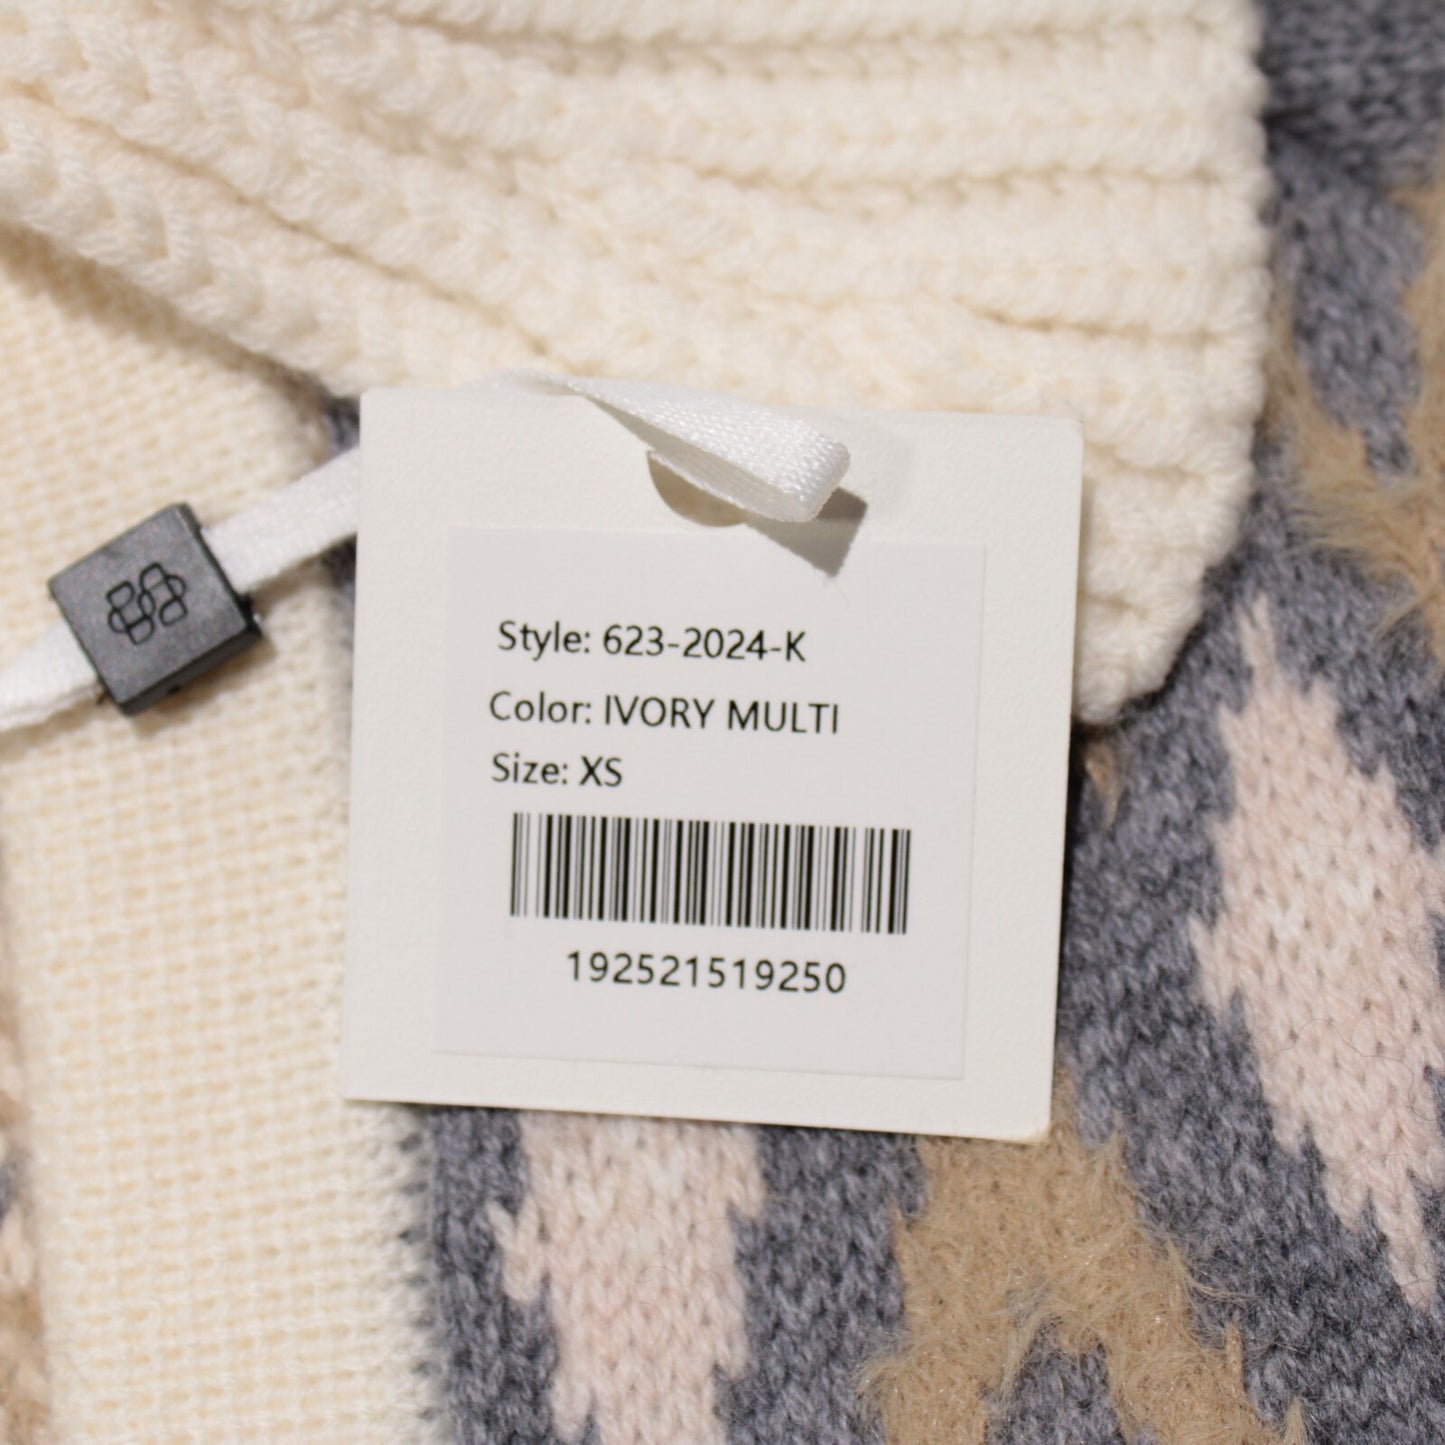 Style: 623-2024-K
Color: IVORY MULTI
Size: XS
192521519250